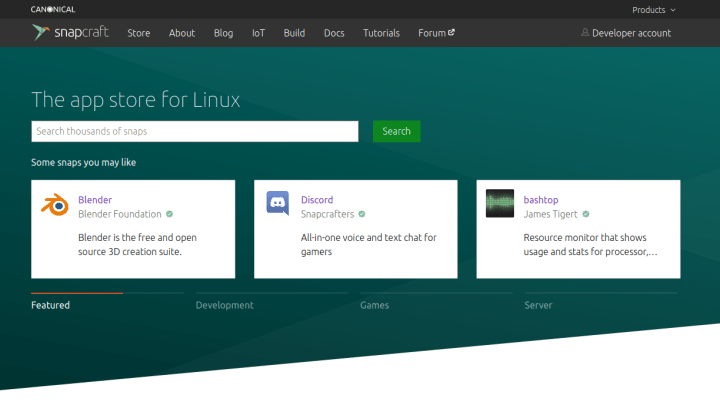 CANONICAL
Products
snapcraft Store About Blog IoT Build Docs Tutorials Forum Developer account
The app store for Linux
Search thousands of snaps Search
Some snaps you may like
Blender
Blender Foundation
Blender is the free and open
source 3D creation suite.
Discord
Snapcrafters
All-in-one voice and text chat for
gamers
bashtop
James Tigert
Resource monitor that shows
usage and stats for processor,...
Featured Development Games Server